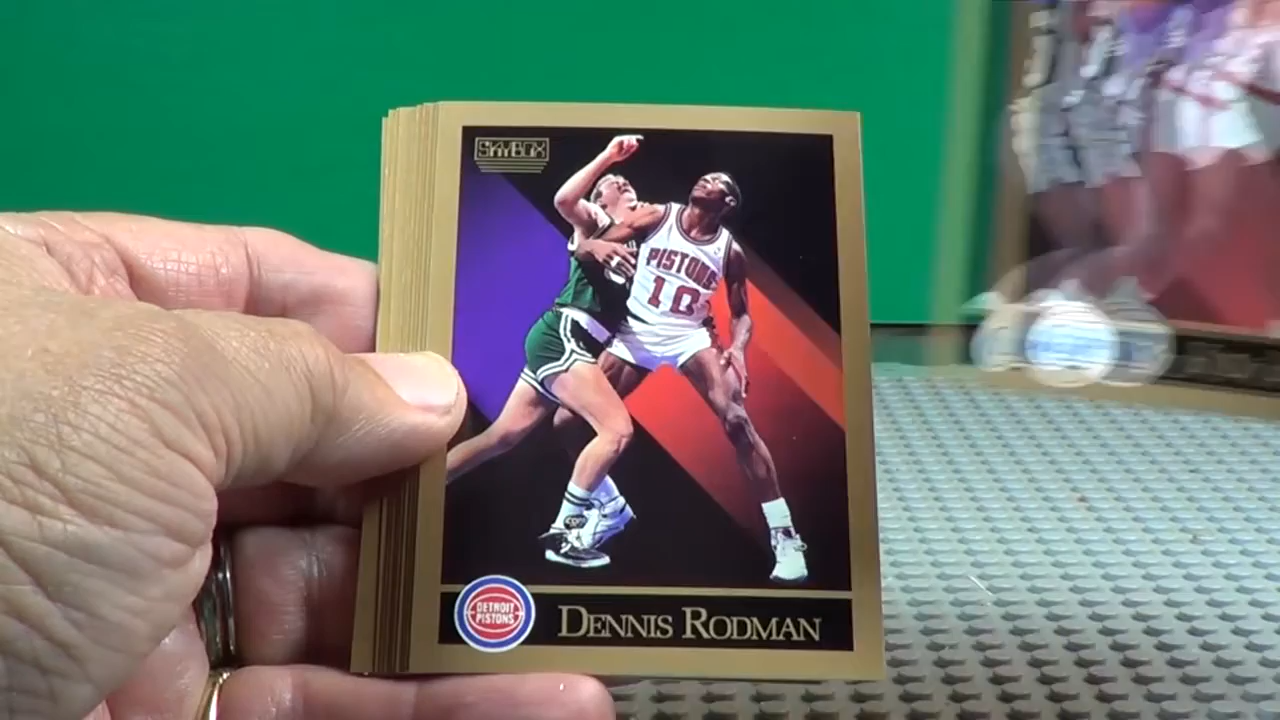 SKYBOX
PISTONS
10
DETROIT
PISTONS
DENNIS RODMAN